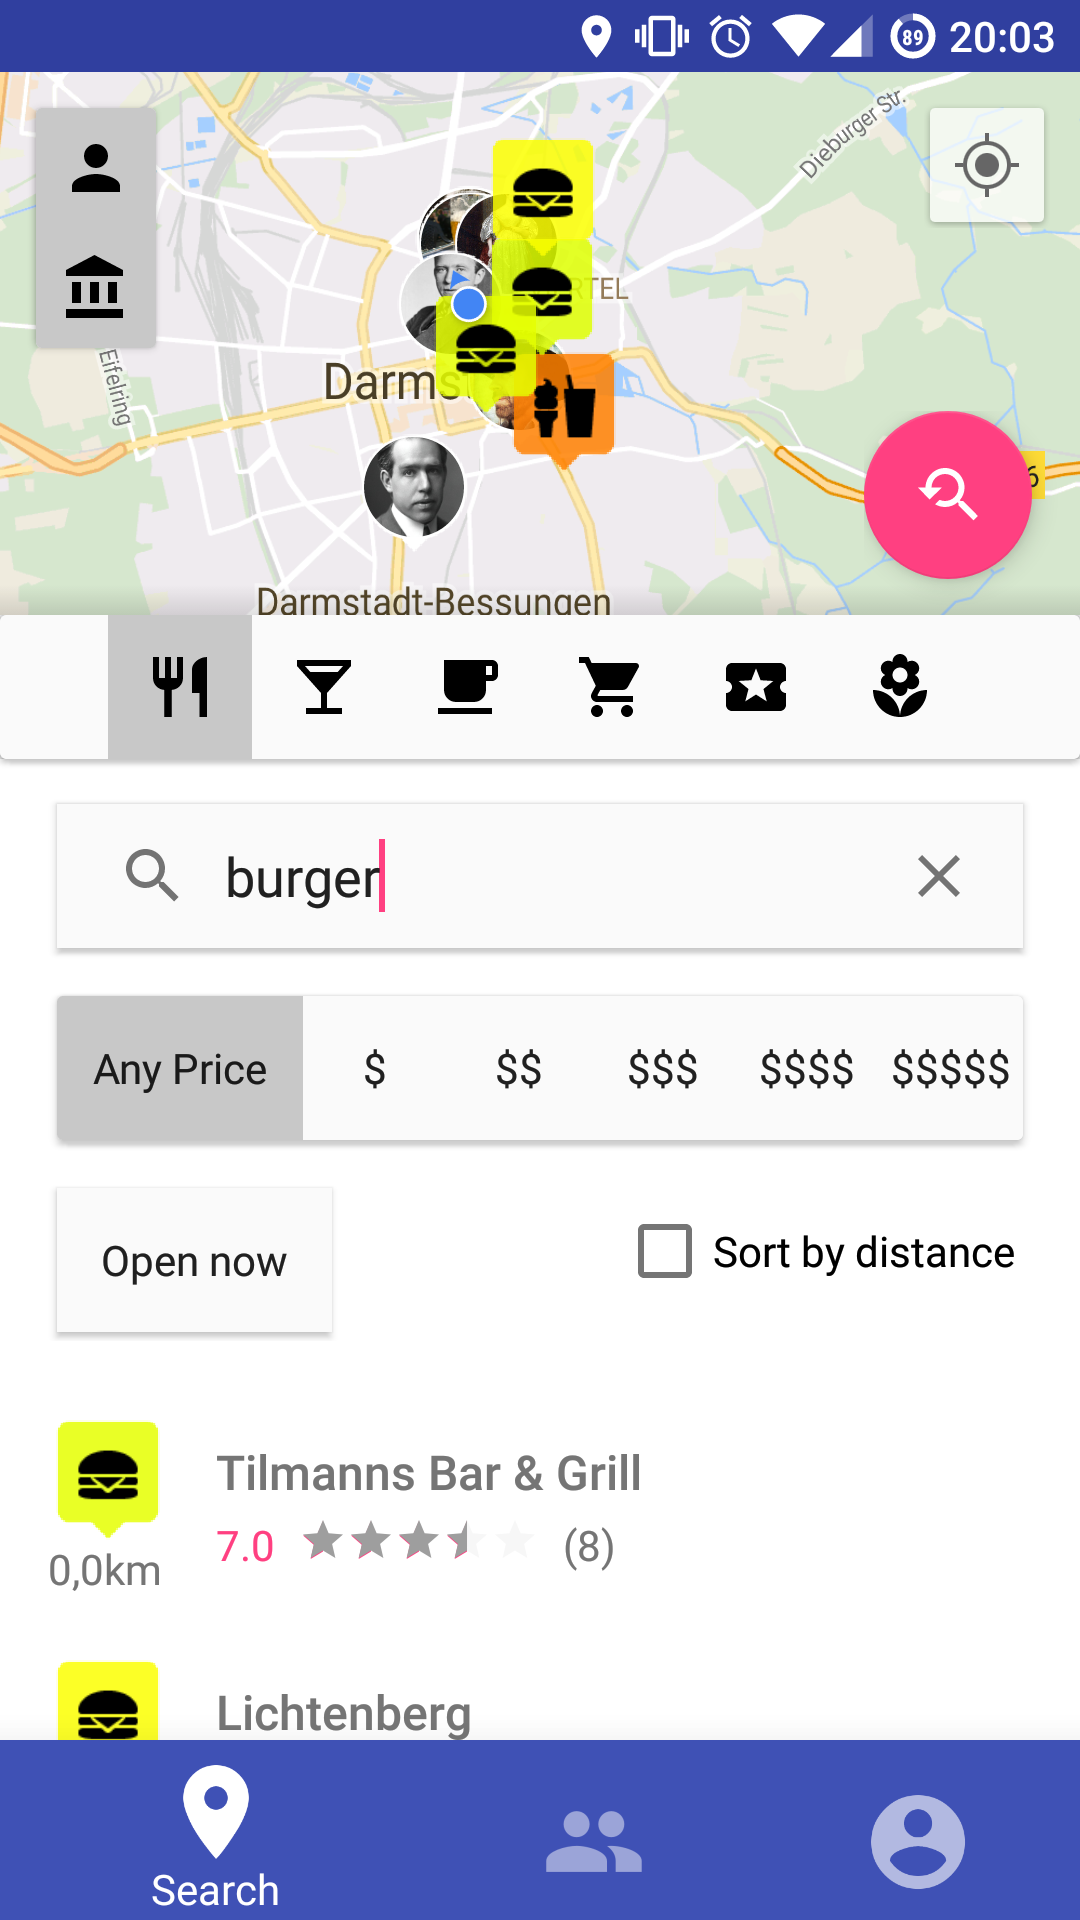 89 20:03
Dieburger Str.
RTEL
Eifelring
Darms
6
Darmstadt-Bessungen
burger
Any Price $ $$ $$$ $$$$ $$$$$
Open now Sort by distance
Tilmanns Bar & Grill
7.0 (8)
0,0km
Lichtenberg
Search